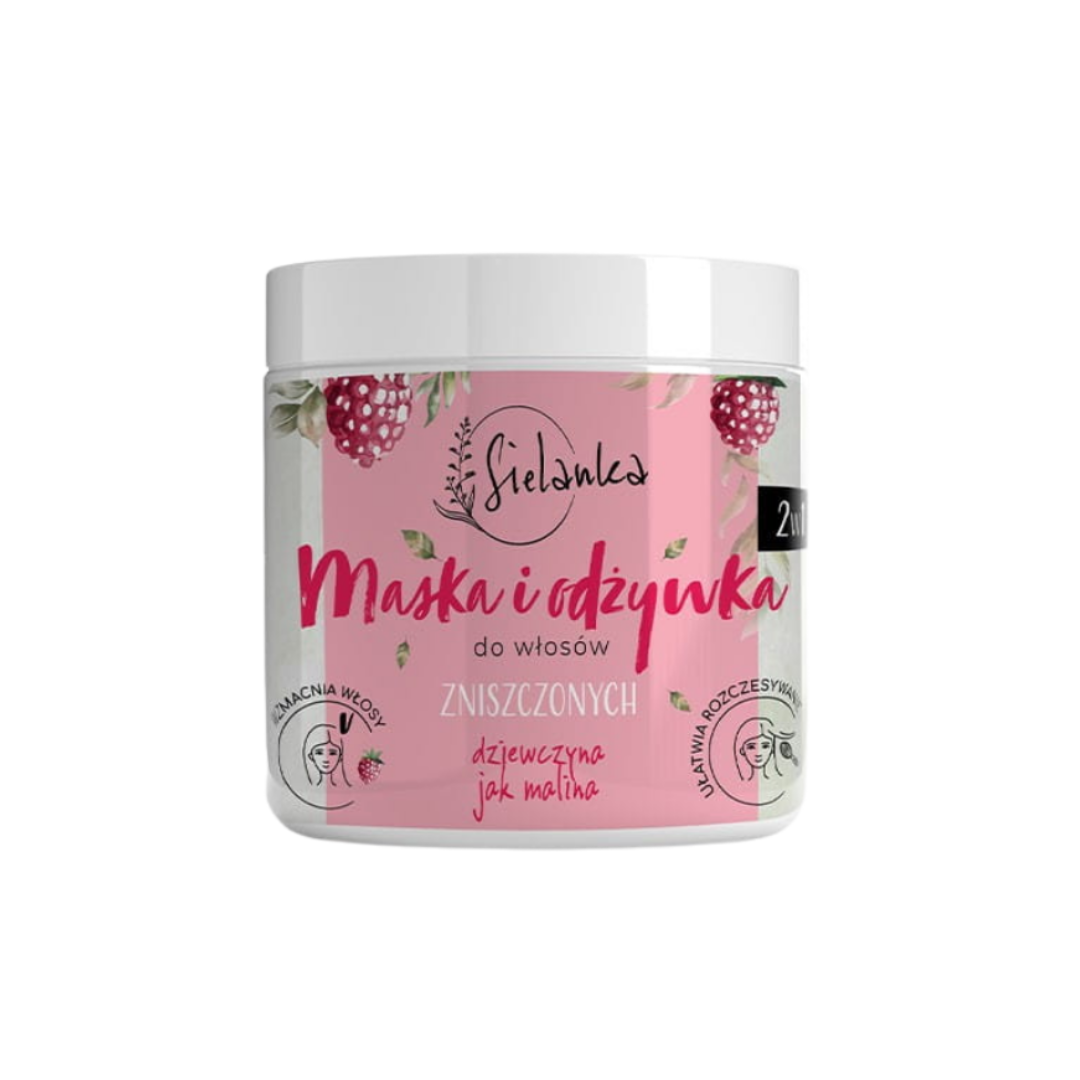 Sielanka
2w1
Maska i odżywka
do włosów
ZNISZCZONYCH
WZMACNIA WŁOSY
UŁATWIA ROZCZESYWANIE
dziewczyna
jak malina